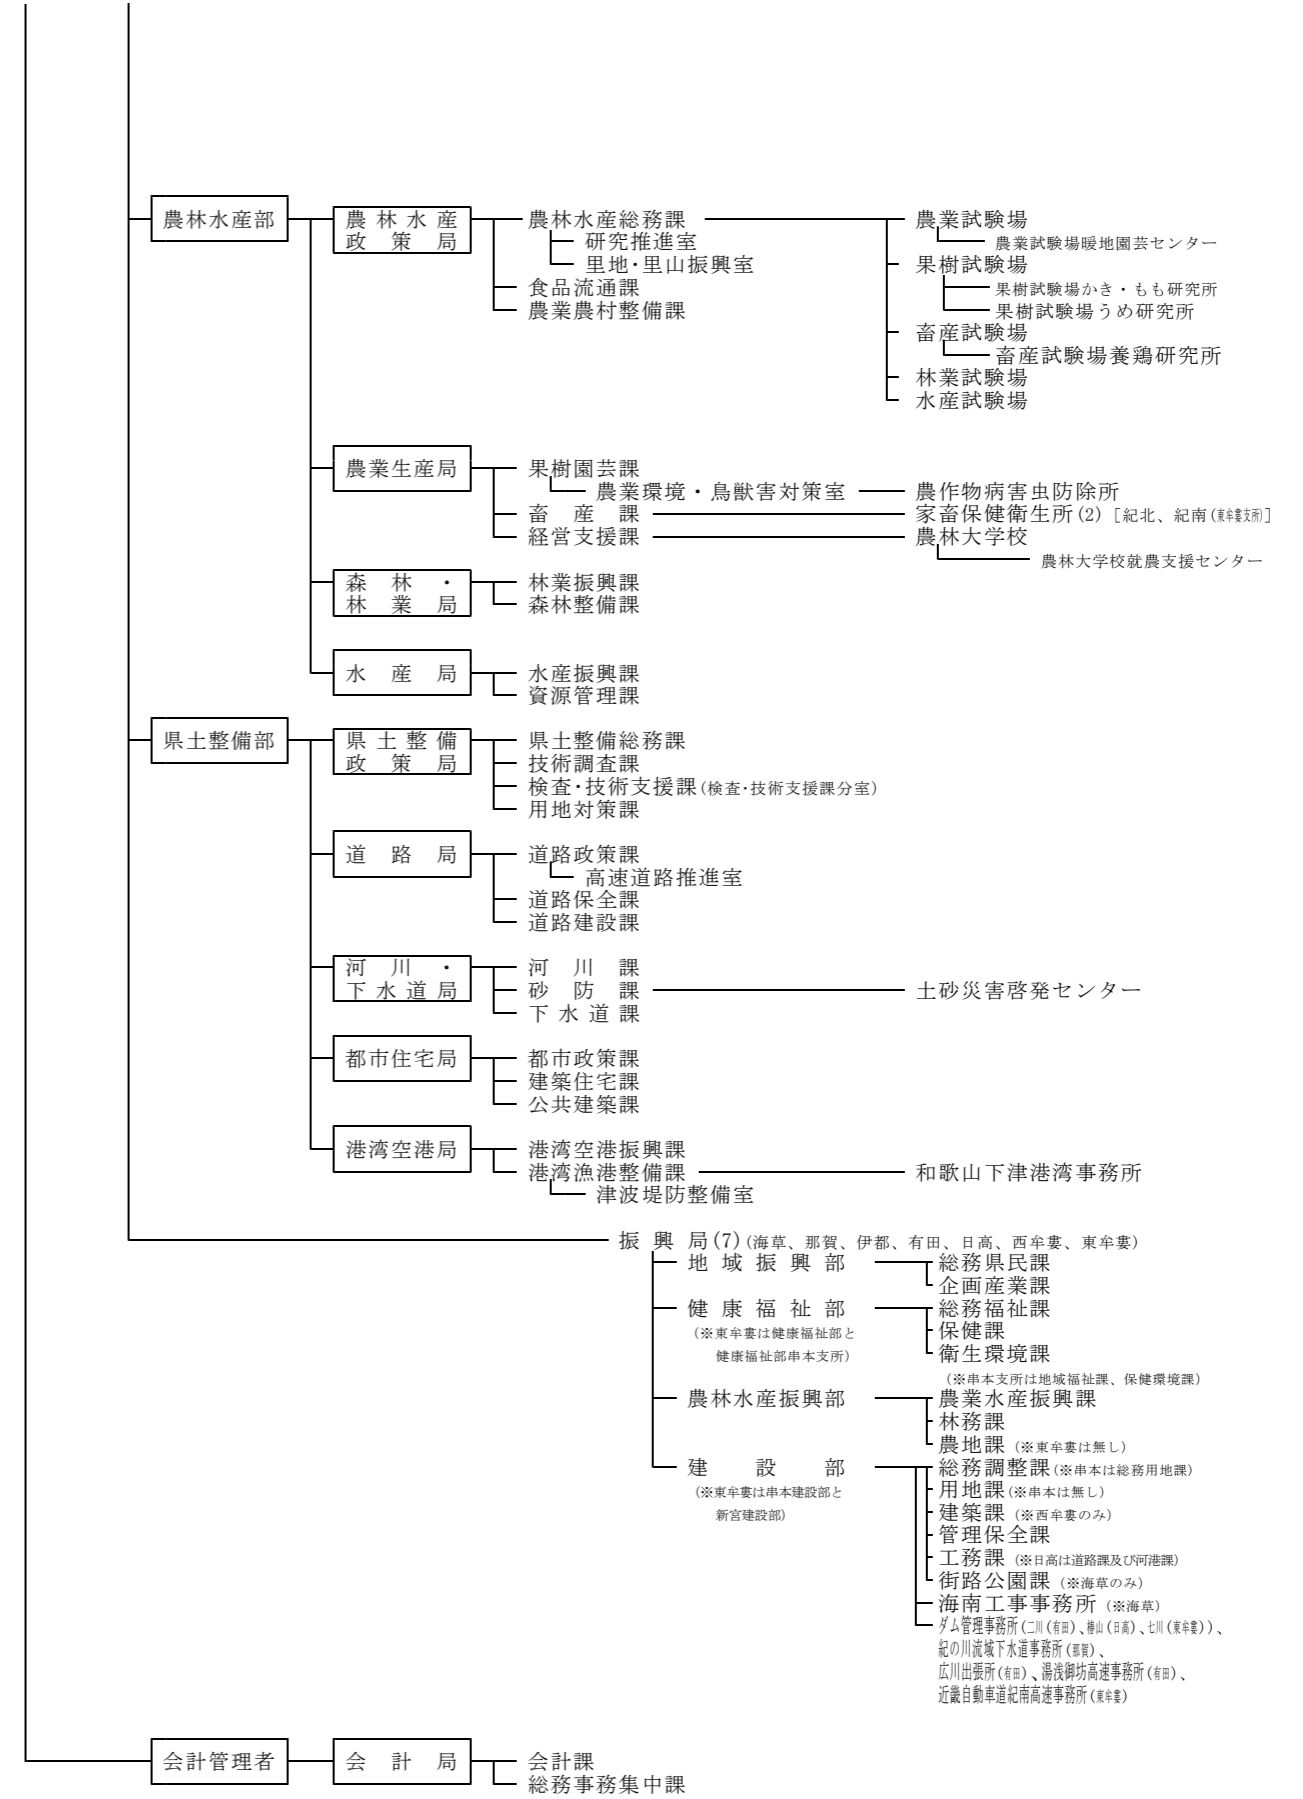 農林水産部　農林水産政策局　農林水産総務課　農業試験場
研究推進室　農業試験場暖地園芸センター
里地・里山振興室　果樹試験場
食品流通課　果樹試験場かき・もも研究所
農業農村整備課　果樹試験場うめ研究所
畜産試験場
畜産試験場養鶏研究所
林業試験場
水産試験場
農業生産局　果樹園芸課
農業環境・鳥獣害対策室　農作物病害虫防除所
畜産課　家畜保健衛生所(2)［紀北、紀南(東牟婁支所)］
経営支援課　農林大学校
農林大学校就農支援センター
森林・林業局　林業振興課
森林整備課
水産局　水産振興課
資源管理課
県土整備部　県土整備政策局　県土整備総務課
技術調査課
検査・技術支援課(検査・技術支援課分室)
用地対策課
道路局　道路政策課
高速道路推進室
道路保全課
道路建設課
河川・下水道局　河川課
砂防課　土砂災害啓発センター
下水道課
都市住宅局　都市政策課
建築住宅課
公共建築課
港湾空港局　港湾空港振興課
港湾漁港整備課　和歌山下津港湾事務所
津波堤防整備室
振興局(7)(海草、那賀、伊都、有田、日高、西牟婁、東牟婁)
地域振興部　総務県民課
企画産業課
健康福祉部　総務福祉課
(※東牟婁は健康福祉部と　保健課
健康福祉部串本支所)　衛生環境課
(※串本支所は地域福祉課、保健環境課)
農林水産振興部　農業水産振興課
林務課
農地課(※東牟婁は無し)
建設部　総務調整課(※串本は総務用地課)
(※東牟婁は串本建設部と　用地課(※串本は無し)
新宮建設部)　建築課(※西牟婁のみ)
管理保全課
工務課(※日高は道路課及び河港課)
街路公園課(※海草のみ)
海南工事事務所(※海草)
ダム管理事務所(二川(有田)、椿山(日高)、七川(東牟婁))、
紀の川流域下水道事務所(那賀)、
広川出張所(有田)、湯浅御坊高速事務所(有田)、
近畿自動車道紀南高速事務所(東牟婁)
会計管理者　会計局　会計課
総務事務集中課